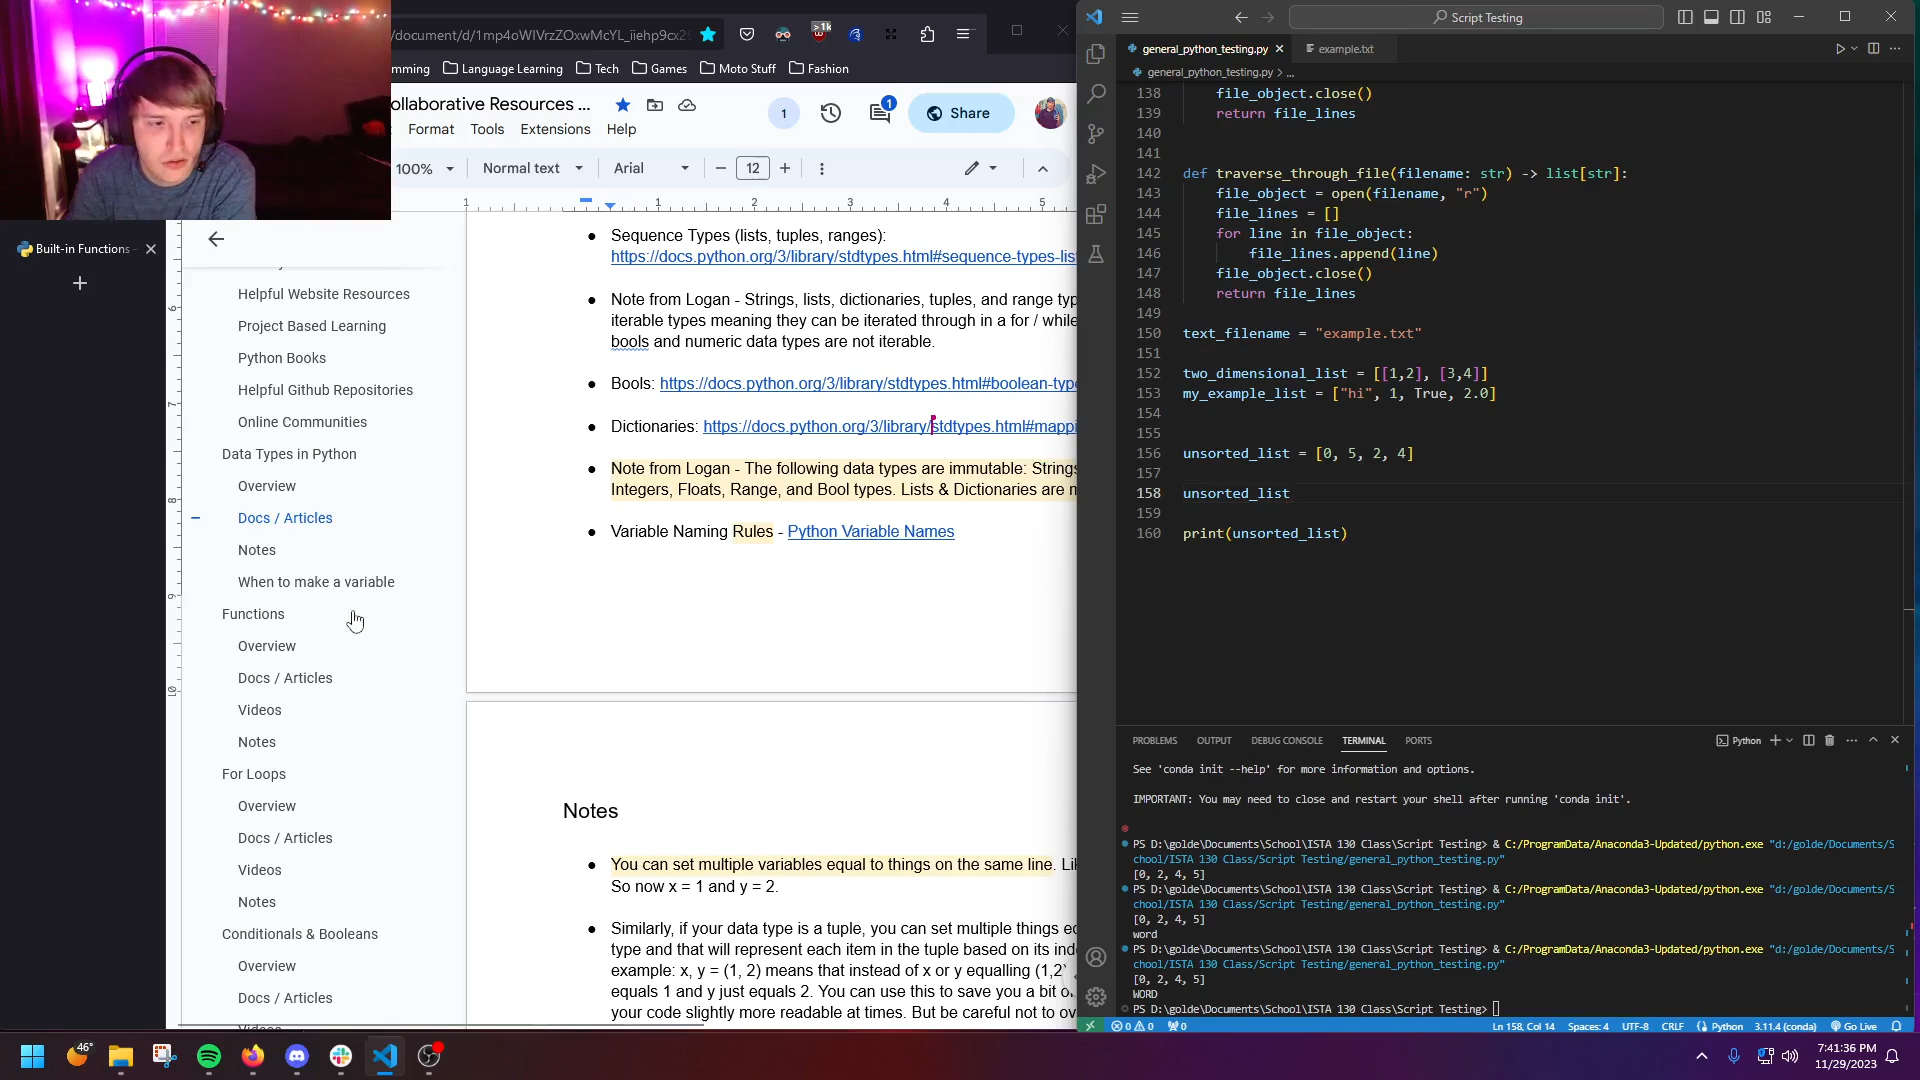 /document/d/1mp4oWIVrzZOxwMcYL_iiehp9cx2
>1k
mming
Language Learning
Tech
Games
Moto Stuff
Fashion
ollaborative Resources ...
Format Tools Extensions Help
1
1
Share
100%
Normal text
Arial
12
1 1 2 3 4 5
Built-in Functions
Helpful Website Resources
Project Based Learning
Python Books
Helpful Github Repositories
Online Communities
Data Types in Python
Overview
Docs / Articles
Notes
When to make a variable
Functions
Overview
Docs / Articles
Videos
Notes
For Loops
Overview
Docs / Articles
Videos
Notes
Conditionals & Booleans
Overview
Docs / Articles
Videos
6
7
8
9
10
Sequence Types (lists, tuples, ranges):
https://docs.python.org/3/library/stdtypes.html#sequence-types-lis
Note from Logan - Strings, lists, dictionaries, tuples, and range typ
iterable types meaning they can be iterated through in a for / while
bools and numeric data types are not iterable.
Bools: https://docs.python.org/3/library/stdtypes.html#boolean-type
Dictionaries: https://docs.python.org/3/library/stdtypes.html#mappi
Note from Logan - The following data types are immutable: Strings
Integers, Floats, Range, and Bool types. Lists & Dictionaries are m
Variable Naming Rules - Python Variable Names
Notes
You can set multiple variables equal to things on the same line. Li
So now x = 1 and y = 2.
Similarly, if your data type is a tuple, you can set multiple things eq
type and that will represent each item in the tuple based on its inde
example: x, y = (1, 2) means that instead of x or y equalling (1,2)
equals 1 and y just equals 2. You can use this to save you a bit o
your code slightly more readable at times. But be careful not to ov
Script Testing
general_python_testing.py
example.txt
general_python_testing.py > ...
138 file_object.close()
139 return file_lines
140
141
142 def traverse_through_file(filename: str) -> list[str]:
143 file_object = open(filename, "r")
144 file_lines = []
145 for line in file_object:
146 file_lines.append(line)
147 file_object.close()
148 return file_lines
149
150 text_filename = "example.txt"
151
152 two_dimensional_list = [[1,2], [3,4]]
153 my_example_list = ["hi", 1, True, 2.0]
154
155
156 unsorted_list = [0, 5, 2, 4]
157
158 unsorted_list
159
160 print(unsorted_list)
PROBLEMS OUTPUT DEBUG CONSOLE TERMINAL PORTS
Python
See 'conda init --help' for more information and options.
IMPORTANT: You may need to close and restart your shell after running 'conda init'.
PS D:\golde\Documents\School\ISTA 130 Class\Script Testing> & C:/ProgramData/Anaconda3-Updated/python.exe "d:/golde/Documents/S
chool/ISTA 130 Class/Script Testing/general_python_testing.py"
[0, 2, 4, 5]
PS D:\golde\Documents\School\ISTA 130 Class\Script Testing> & C:/ProgramData/Anaconda3-Updated/python.exe "d:/golde/Documents/S
chool/ISTA 130 Class/Script Testing/general_python_testing.py"
[0, 2, 4, 5]
word
PS D:\golde\Documents\School\ISTA 130 Class\Script Testing> & C:/ProgramData/Anaconda3-Updated/python.exe "d:/golde/Documents/S
chool/ISTA 130 Class/Script Testing/general_python_testing.py"
[0, 2, 4, 5]
WORD
PS D:\golde\Documents\School\ISTA 130 Class\Script Testing>
0 0 0
Ln 158, Col 14 Spaces: 4 UTF-8 CRLF Python 3.11.4 (conda) Go Live
46°
7:41:36 PM
11/29/2023